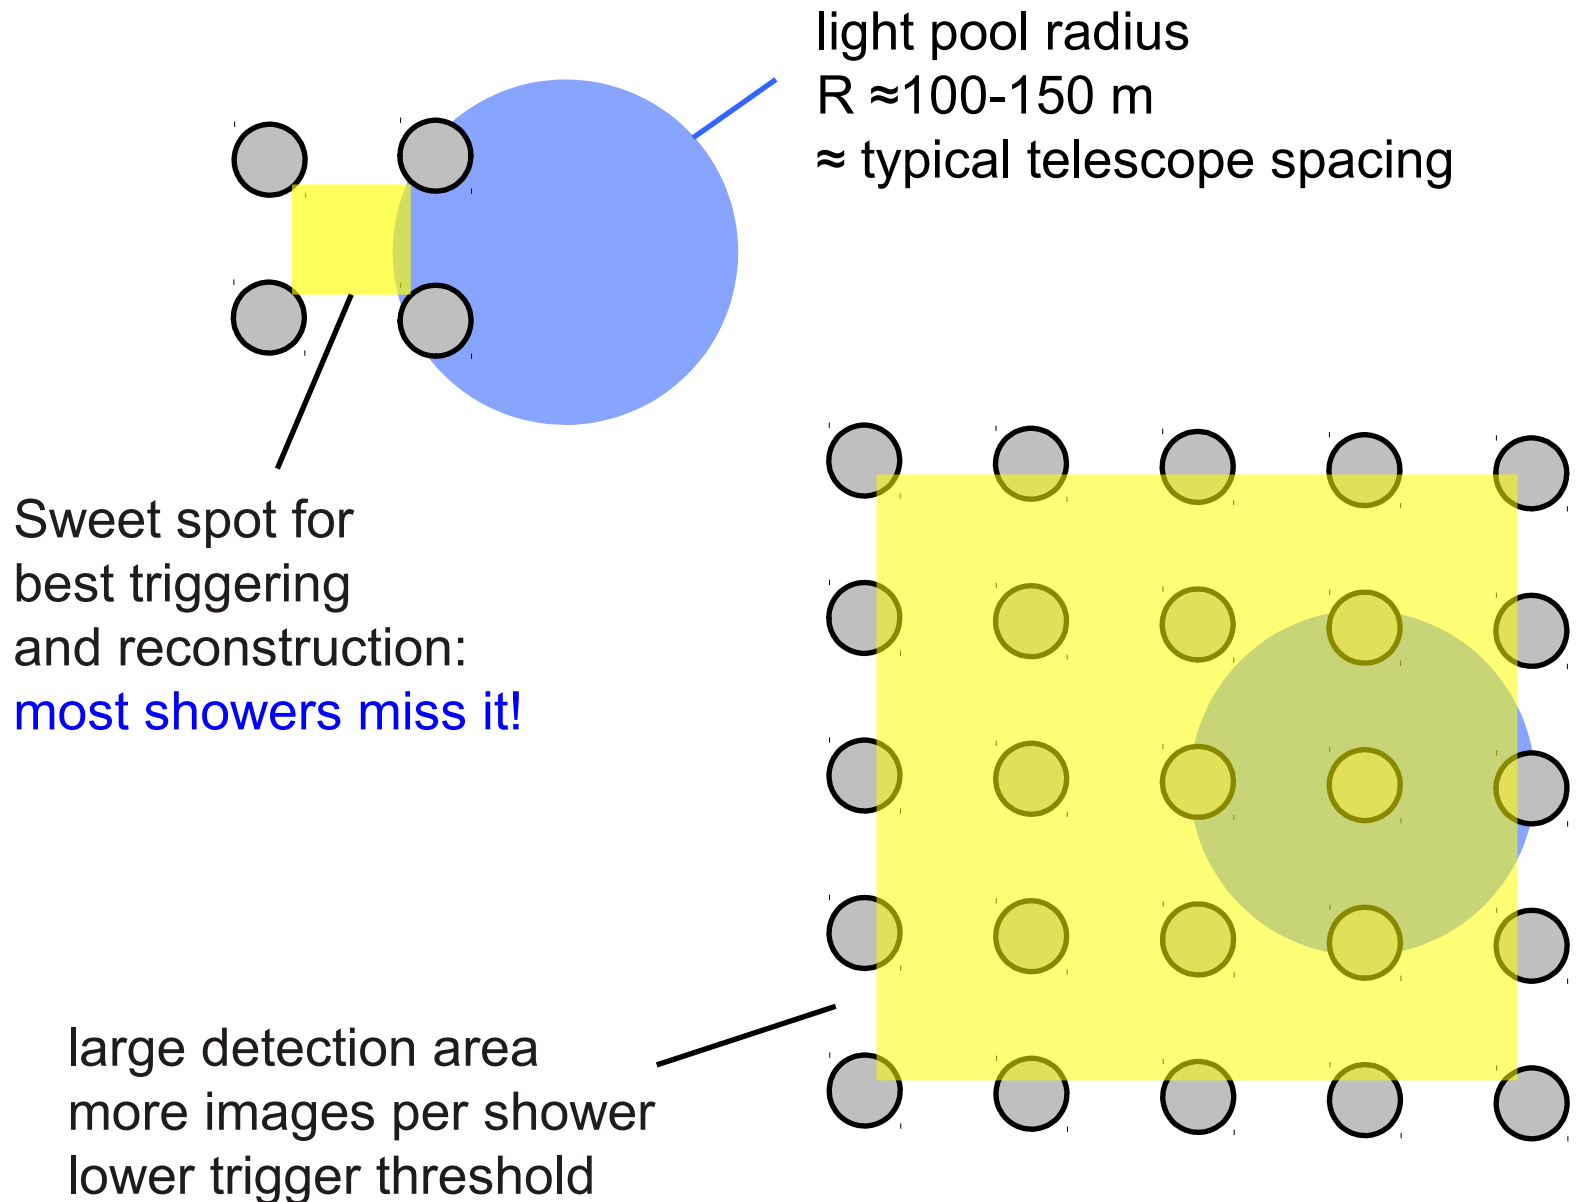 light pool radius
R ≈100-150 m
≈ typical telescope spacing
Sweet spot for
best triggering
and reconstruction:
most showers miss it!
large detection area
more images per shower
lower trigger threshold